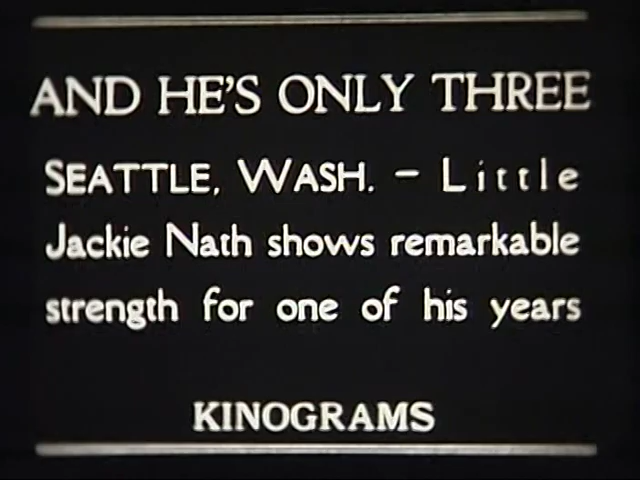 AND HE'S ONLY THREE
SEATTLE, WASH. – Little
Jackie Nath shows remarkable
strength for one of his years
KINOGRAMS